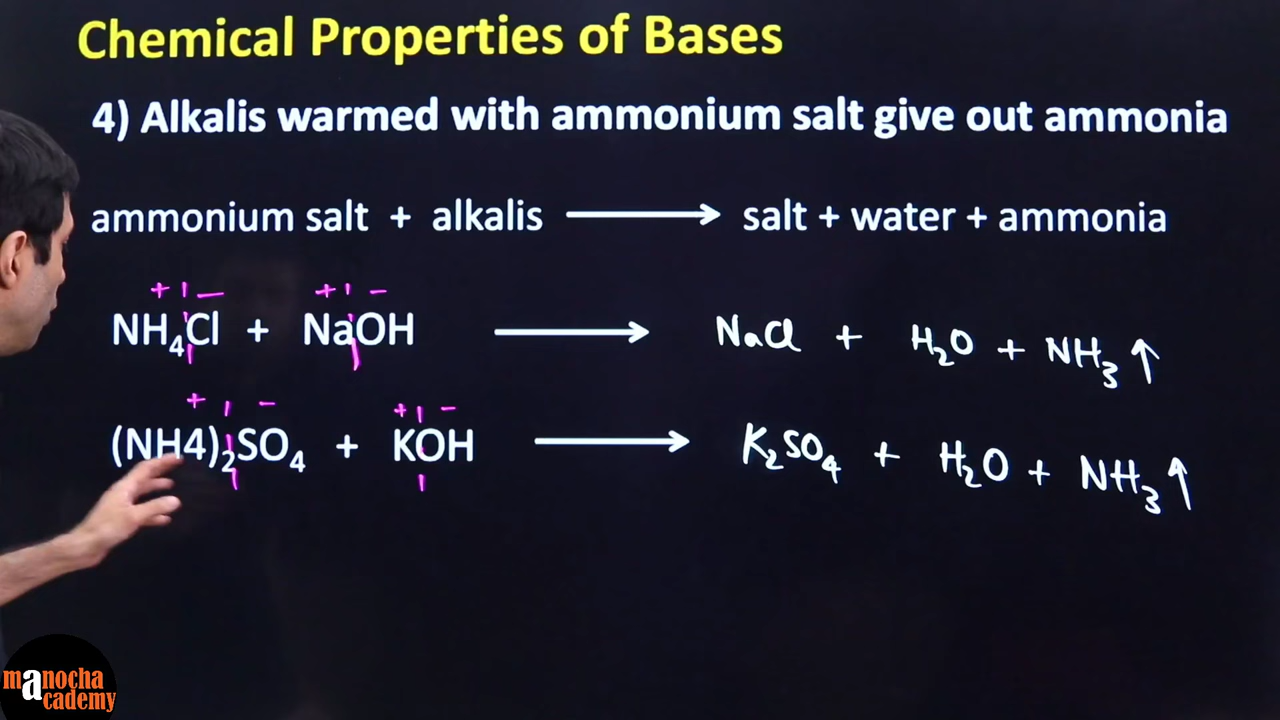 Chemical Properties of Bases
4) Alkalis warmed with ammonium salt give out ammonia
ammonium salt + alkalis ⟶ salt + water + ammonia
+ ¦ − + ¦ −
NH₄Cl + NaOH ⟶ NaCl + H₂O + NH₃ ↑
+ ¦ − + ¦ −
(NH4)₂SO₄ + KOH ⟶ K₂SO₄ + H₂O + NH₃ ↑
manocha
academy